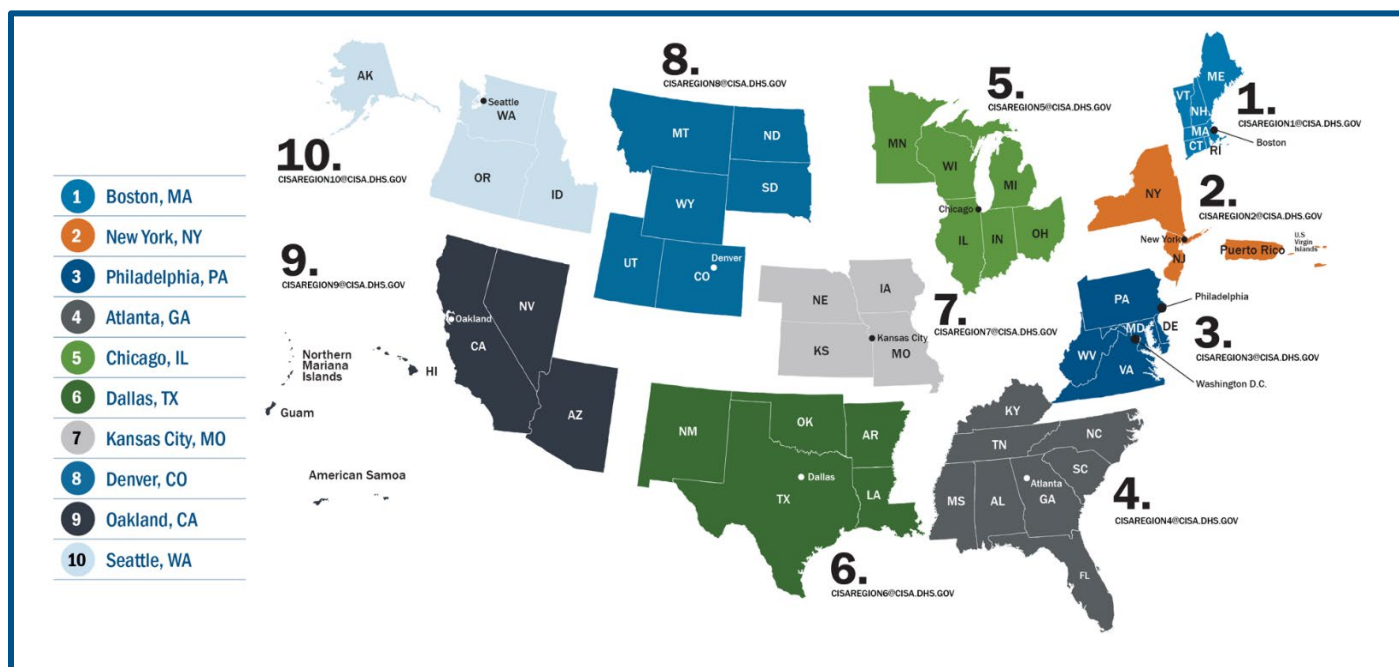 1 Boston, MA
2 New York, NY
3 Philadelphia, PA
4 Atlanta, GA
5 Chicago, IL
6 Dallas, TX
7 Kansas City, MO
8 Denver, CO
9 Oakland, CA
10 Seattle, WA
10.
CISAREGION10@CISA.DHS.GOV
AK
Seattle
WA
OR
ID
9.
CISAREGION9@CISA.DHS.GOV
Oakland
CA
NV
AZ
HI
Northern
Mariana
Islands
Guam
American Samoa
8.
CISAREGION8@CISA.DHS.GOV
MT
ND
SD
WY
UT
CO
Denver
7.
CISAREGION7@CISA.DHS.GOV
NE
IA
KS
Kansas City
MO
6.
CISAREGION6@CISA.DHS.GOV
NM
OK
AR
TX
Dallas
LA
5.
CISAREGION5@CISA.DHS.GOV
MN
WI
MI
Chicago
IL
IN
OH
4.
CISAREGION4@CISA.DHS.GOV
KY
TN
NC
SC
MS
AL
Atlanta
GA
FL
3.
CISAREGION3@CISA.DHS.GOV
PA
Philadelphia
MD
DE
WV
VA
Washington D.C.
2.
CISAREGION2@CISA.DHS.GOV
NY
New York
NJ
Puerto Rico
U.S
Virgin
Islands
1.
CISAREGION1@CISA.DHS.GOV
ME
VT
NH
MA
CT
RI
Boston